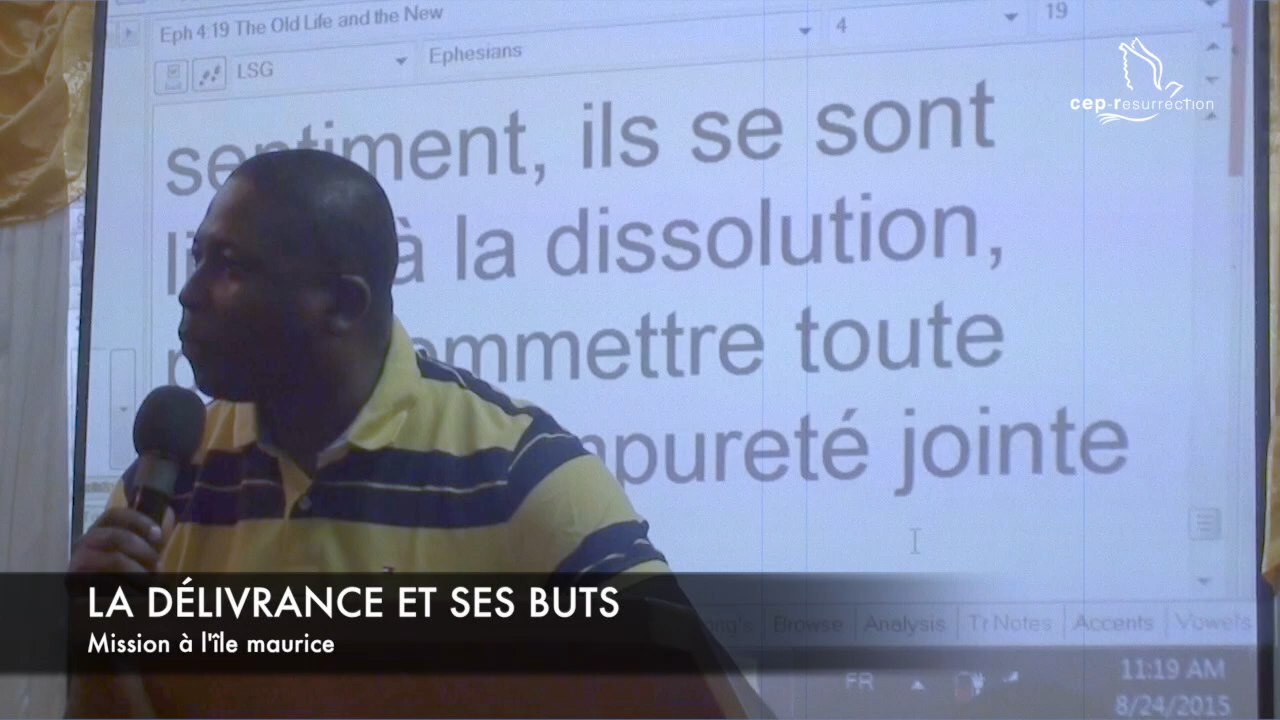 Eph 4:19 The Old Life and the New
4
19
LSG
Ephesians
cep-resurrection
sentiment, ils se sont
à la dissolution,
ommettre toute
mpureté jointe
LA DÉLIVRANCE ET SES BUTS
Mission à l'île maurice
ong's Browse Analysis Tr Notes Accents Vowels
FR
11:19 AM
8/24/2015